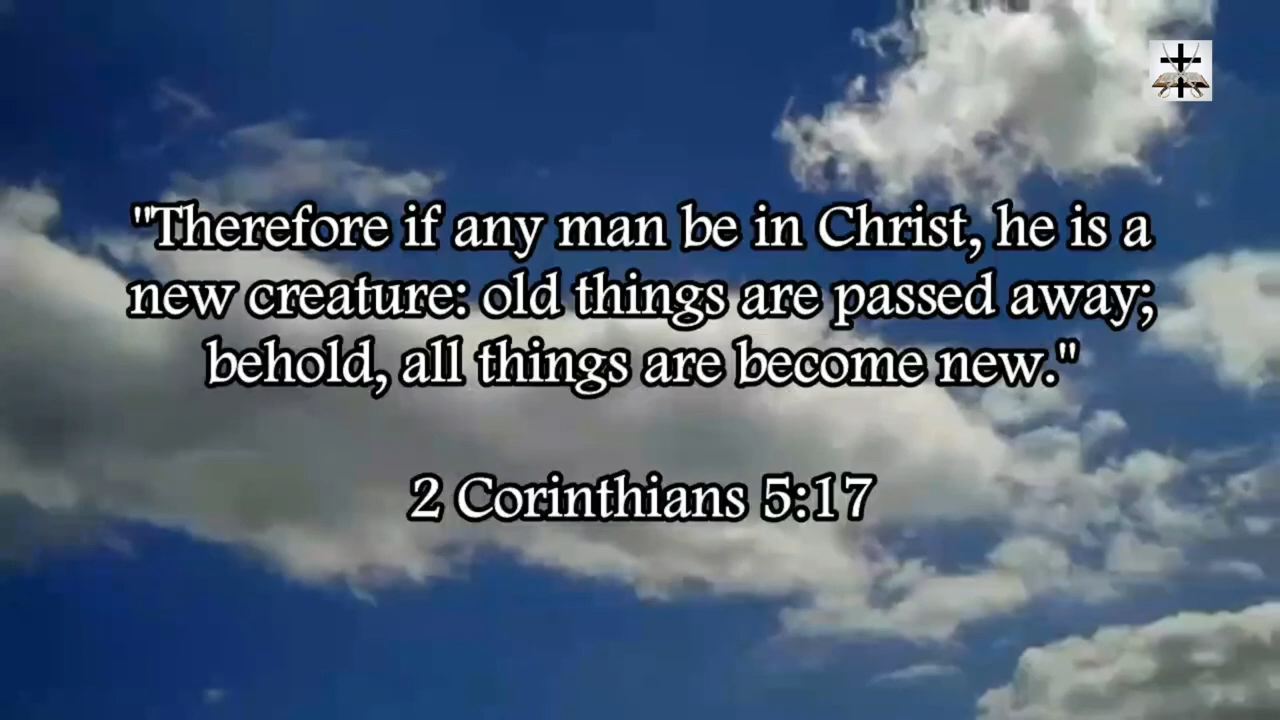 "Therefore if any man be in Christ, he is a
new creature: old things are passed away;
behold, all things are become new."
2 Corinthians 5:17